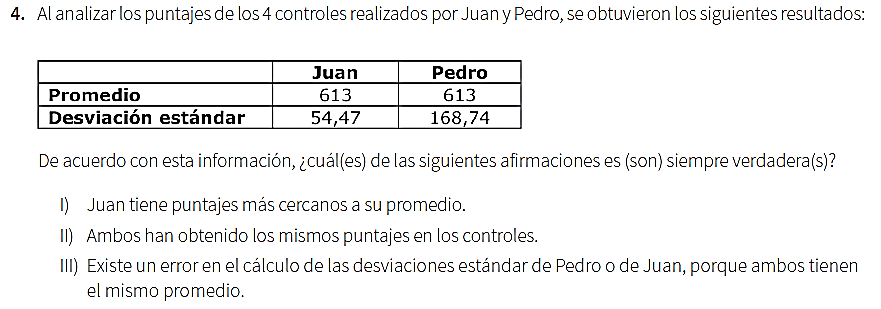 4. Al analizar los puntajes de los 4 controles realizados por Juan y Pedro, se obtuvieron los siguientes resultados:
Juan Pedro
Promedio 613 613
Desviación estándar 54,47 168,74
De acuerdo con esta información, ¿cuál(es) de las siguientes afirmaciones es (son) siempre verdadera(s)?
I) Juan tiene puntajes más cercanos a su promedio.
II) Ambos han obtenido los mismos puntajes en los controles.
III) Existe un error en el cálculo de las desviaciones estándar de Pedro o de Juan, porque ambos tienen
el mismo promedio.